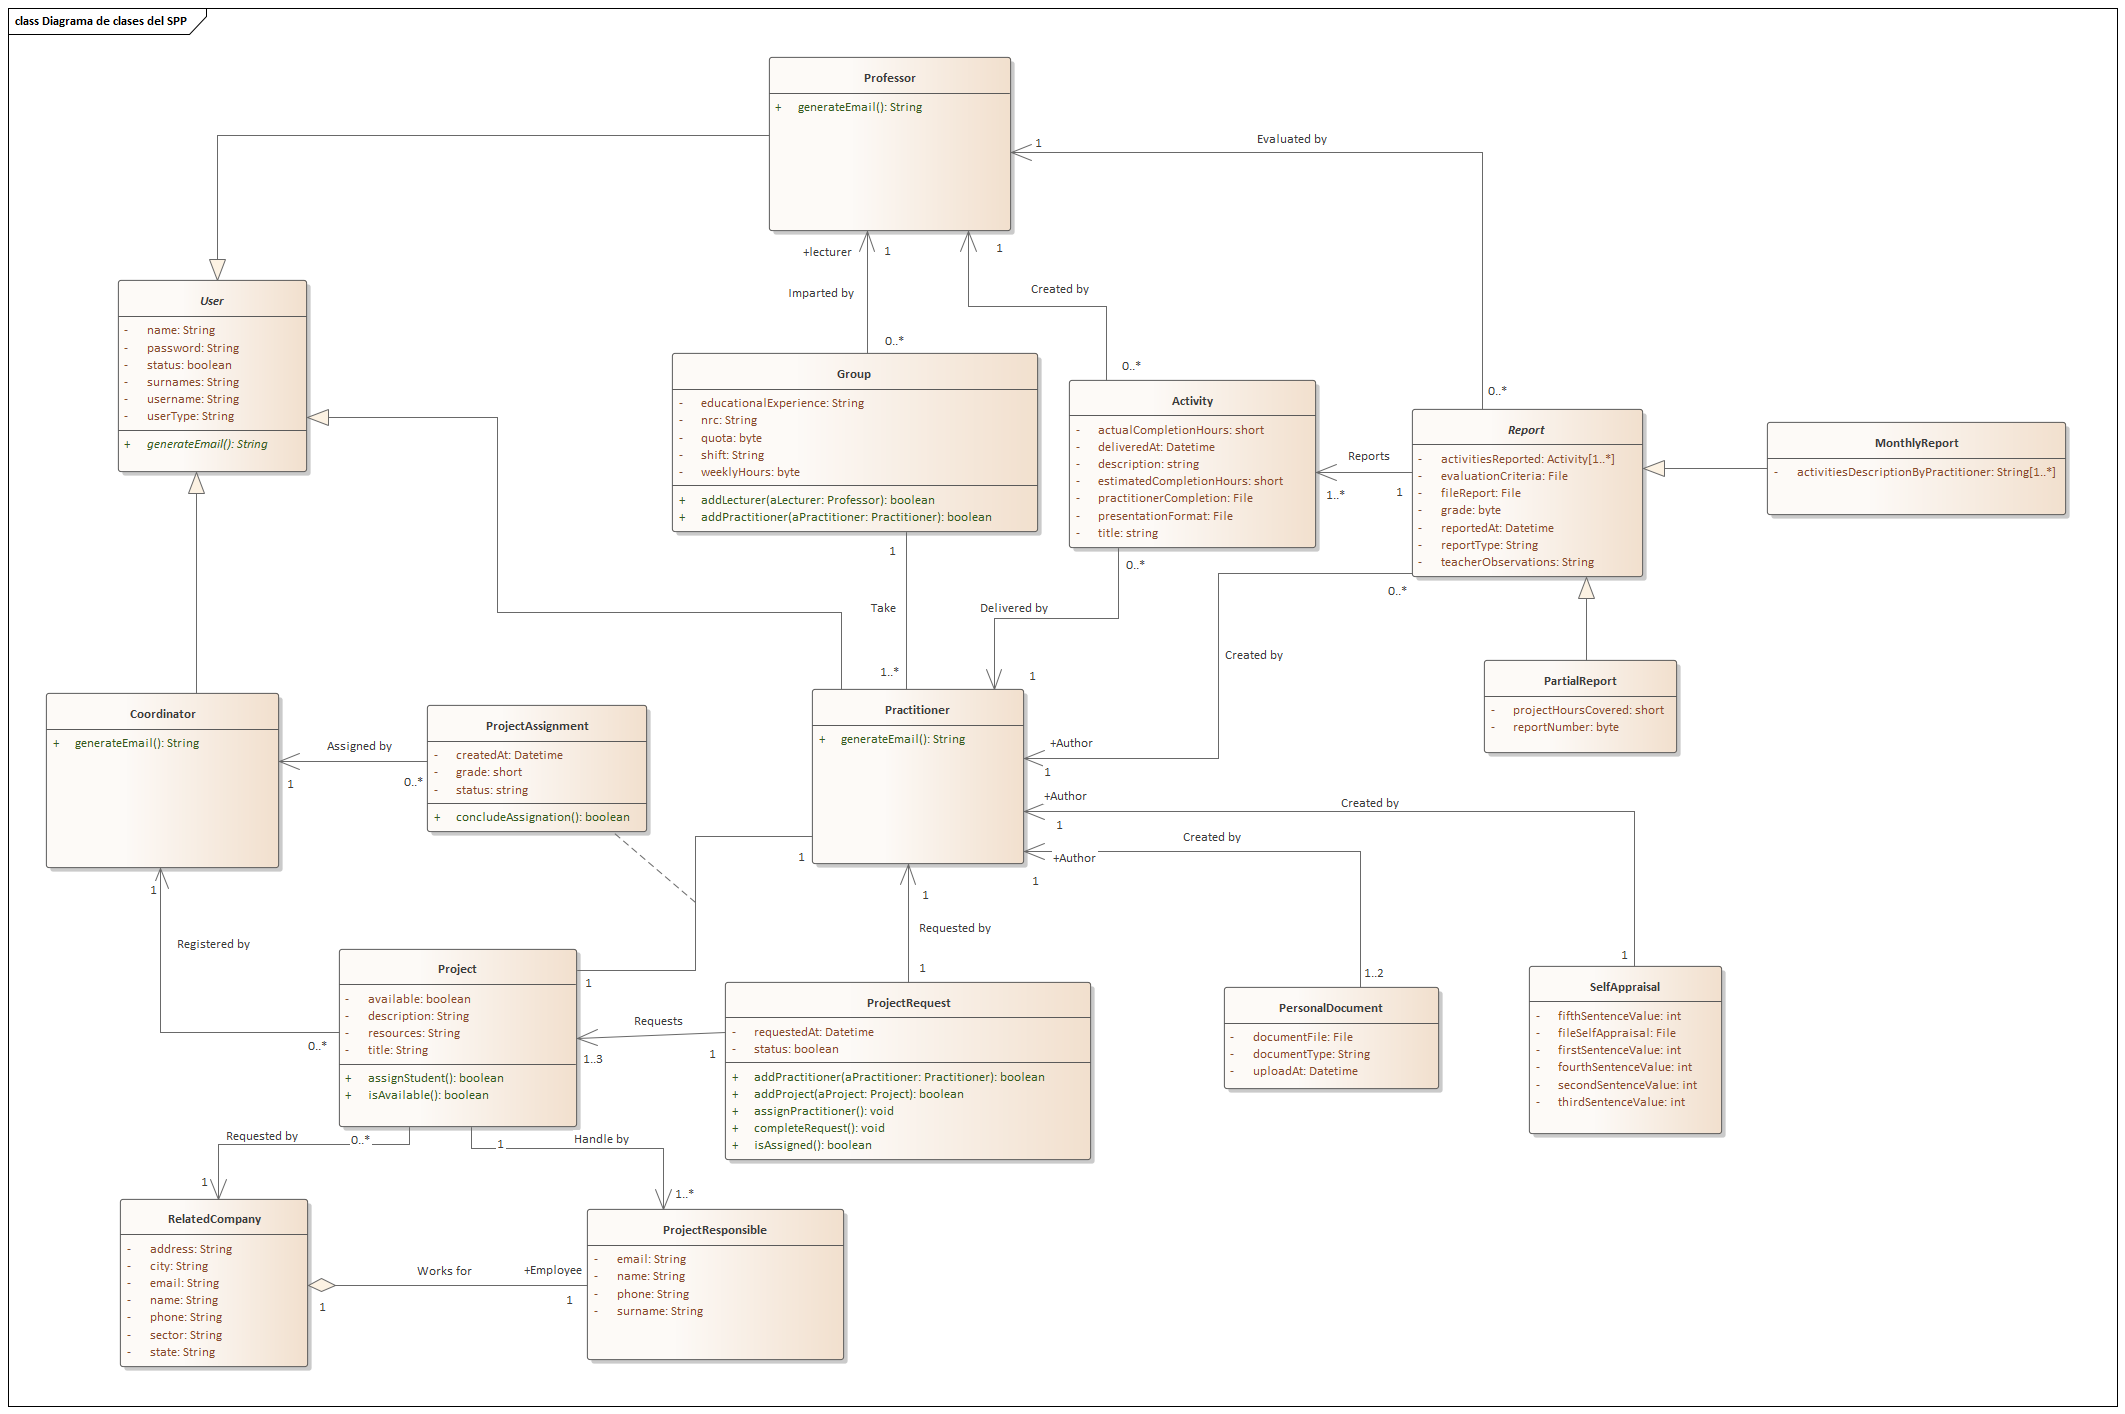 class Diagrama de clases del SPP
Professor
+ generateEmail(): String
Evaluated by
1
+lecturer
1
1
Imparted by
Created by
0..*
0..*
0..*
User
- name: String
- password: String
- status: boolean
- surnames: String
- username: String
- userType: String
+ generateEmail(): String
Group
- educationalExperience: String
- nrc: String
- quota: byte
- shift: String
- weeklyHours: byte
+ addLecturer(aLecturer: Professor): boolean
+ addPractitioner(aPractitioner: Practitioner): boolean
Activity
- actualCompletionHours: short
- deliveredAt: Datetime
- description: string
- estimatedCompletionHours: short
- practitionerCompletion: File
- presentationFormat: File
- title: string
Reports
1..*
1
Report
- activitiesReported: Activity[1..*]
- evaluationCriteria: File
- fileReport: File
- grade: byte
- reportedAt: Datetime
- reportType: String
- teacherObservations: String
MonthlyReport
- activitiesDescriptionByPractitioner: String[1..*]
1
Take
1..*
0..*
Delivered by
1
0..*
Created by
+Author
1
PartialReport
- projectHoursCovered: short
- reportNumber: byte
Coordinator
+ generateEmail(): String
Assigned by
1
0..*
ProjectAssignment
- createdAt: Datetime
- grade: short
- status: string
+ concludeAssignation(): boolean
Practitioner
+ generateEmail(): String
+Author
1
Created by
1
Created by
+Author
1
1..2
1
1
1
Requested by
1
1
Registered by
0..*
Project
- available: boolean
- description: String
- resources: String
- title: String
+ assignStudent(): boolean
+ isAvailable(): boolean
Requests
1..3
1
ProjectRequest
- requestedAt: Datetime
- status: boolean
+ addPractitioner(aPractitioner: Practitioner): boolean
+ addProject(aProject: Project): boolean
+ assignPractitioner(): void
+ completeRequest(): void
+ isAssigned(): boolean
PersonalDocument
- documentFile: File
- documentType: String
- uploadAt: Datetime
SelfAppraisal
- fifthSentenceValue: int
- fileSelfAppraisal: File
- firstSentenceValue: int
- fourthSentenceValue: int
- secondSentenceValue: int
- thirdSentenceValue: int
Requested by
0..*
1
1
Handle by
1..*
RelatedCompany
- address: String
- city: String
- email: String
- name: String
- phone: String
- sector: String
- state: String
Works for
+Employee
1
1
ProjectResponsible
- email: String
- name: String
- phone: String
- surname: String